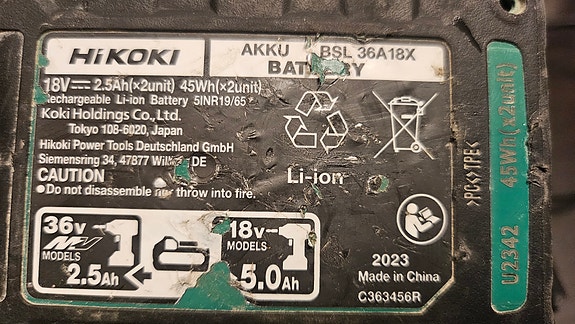 HiKOKI
AKKU BSL 36A18X
BATTERY
18V⎓2.5Ah(×2unit) 45Wh(×2unit)
Rechargeable Li-ion Battery 5INR19/65
Koki Holdings Co., Ltd.
Tokyo 108-6020, Japan
Hikoki Power Tools Deutschland GmbH
Siemensring 34, 47877 DE
CAUTION
●Do not disassemble nor throw into fire.
Li-ion
36V
MODELS
2.5Ah
18V
MODELS
5.0Ah
2023
Made in China
C363456R
>PC<>TPE<
U2342 45Wh(x2unit)